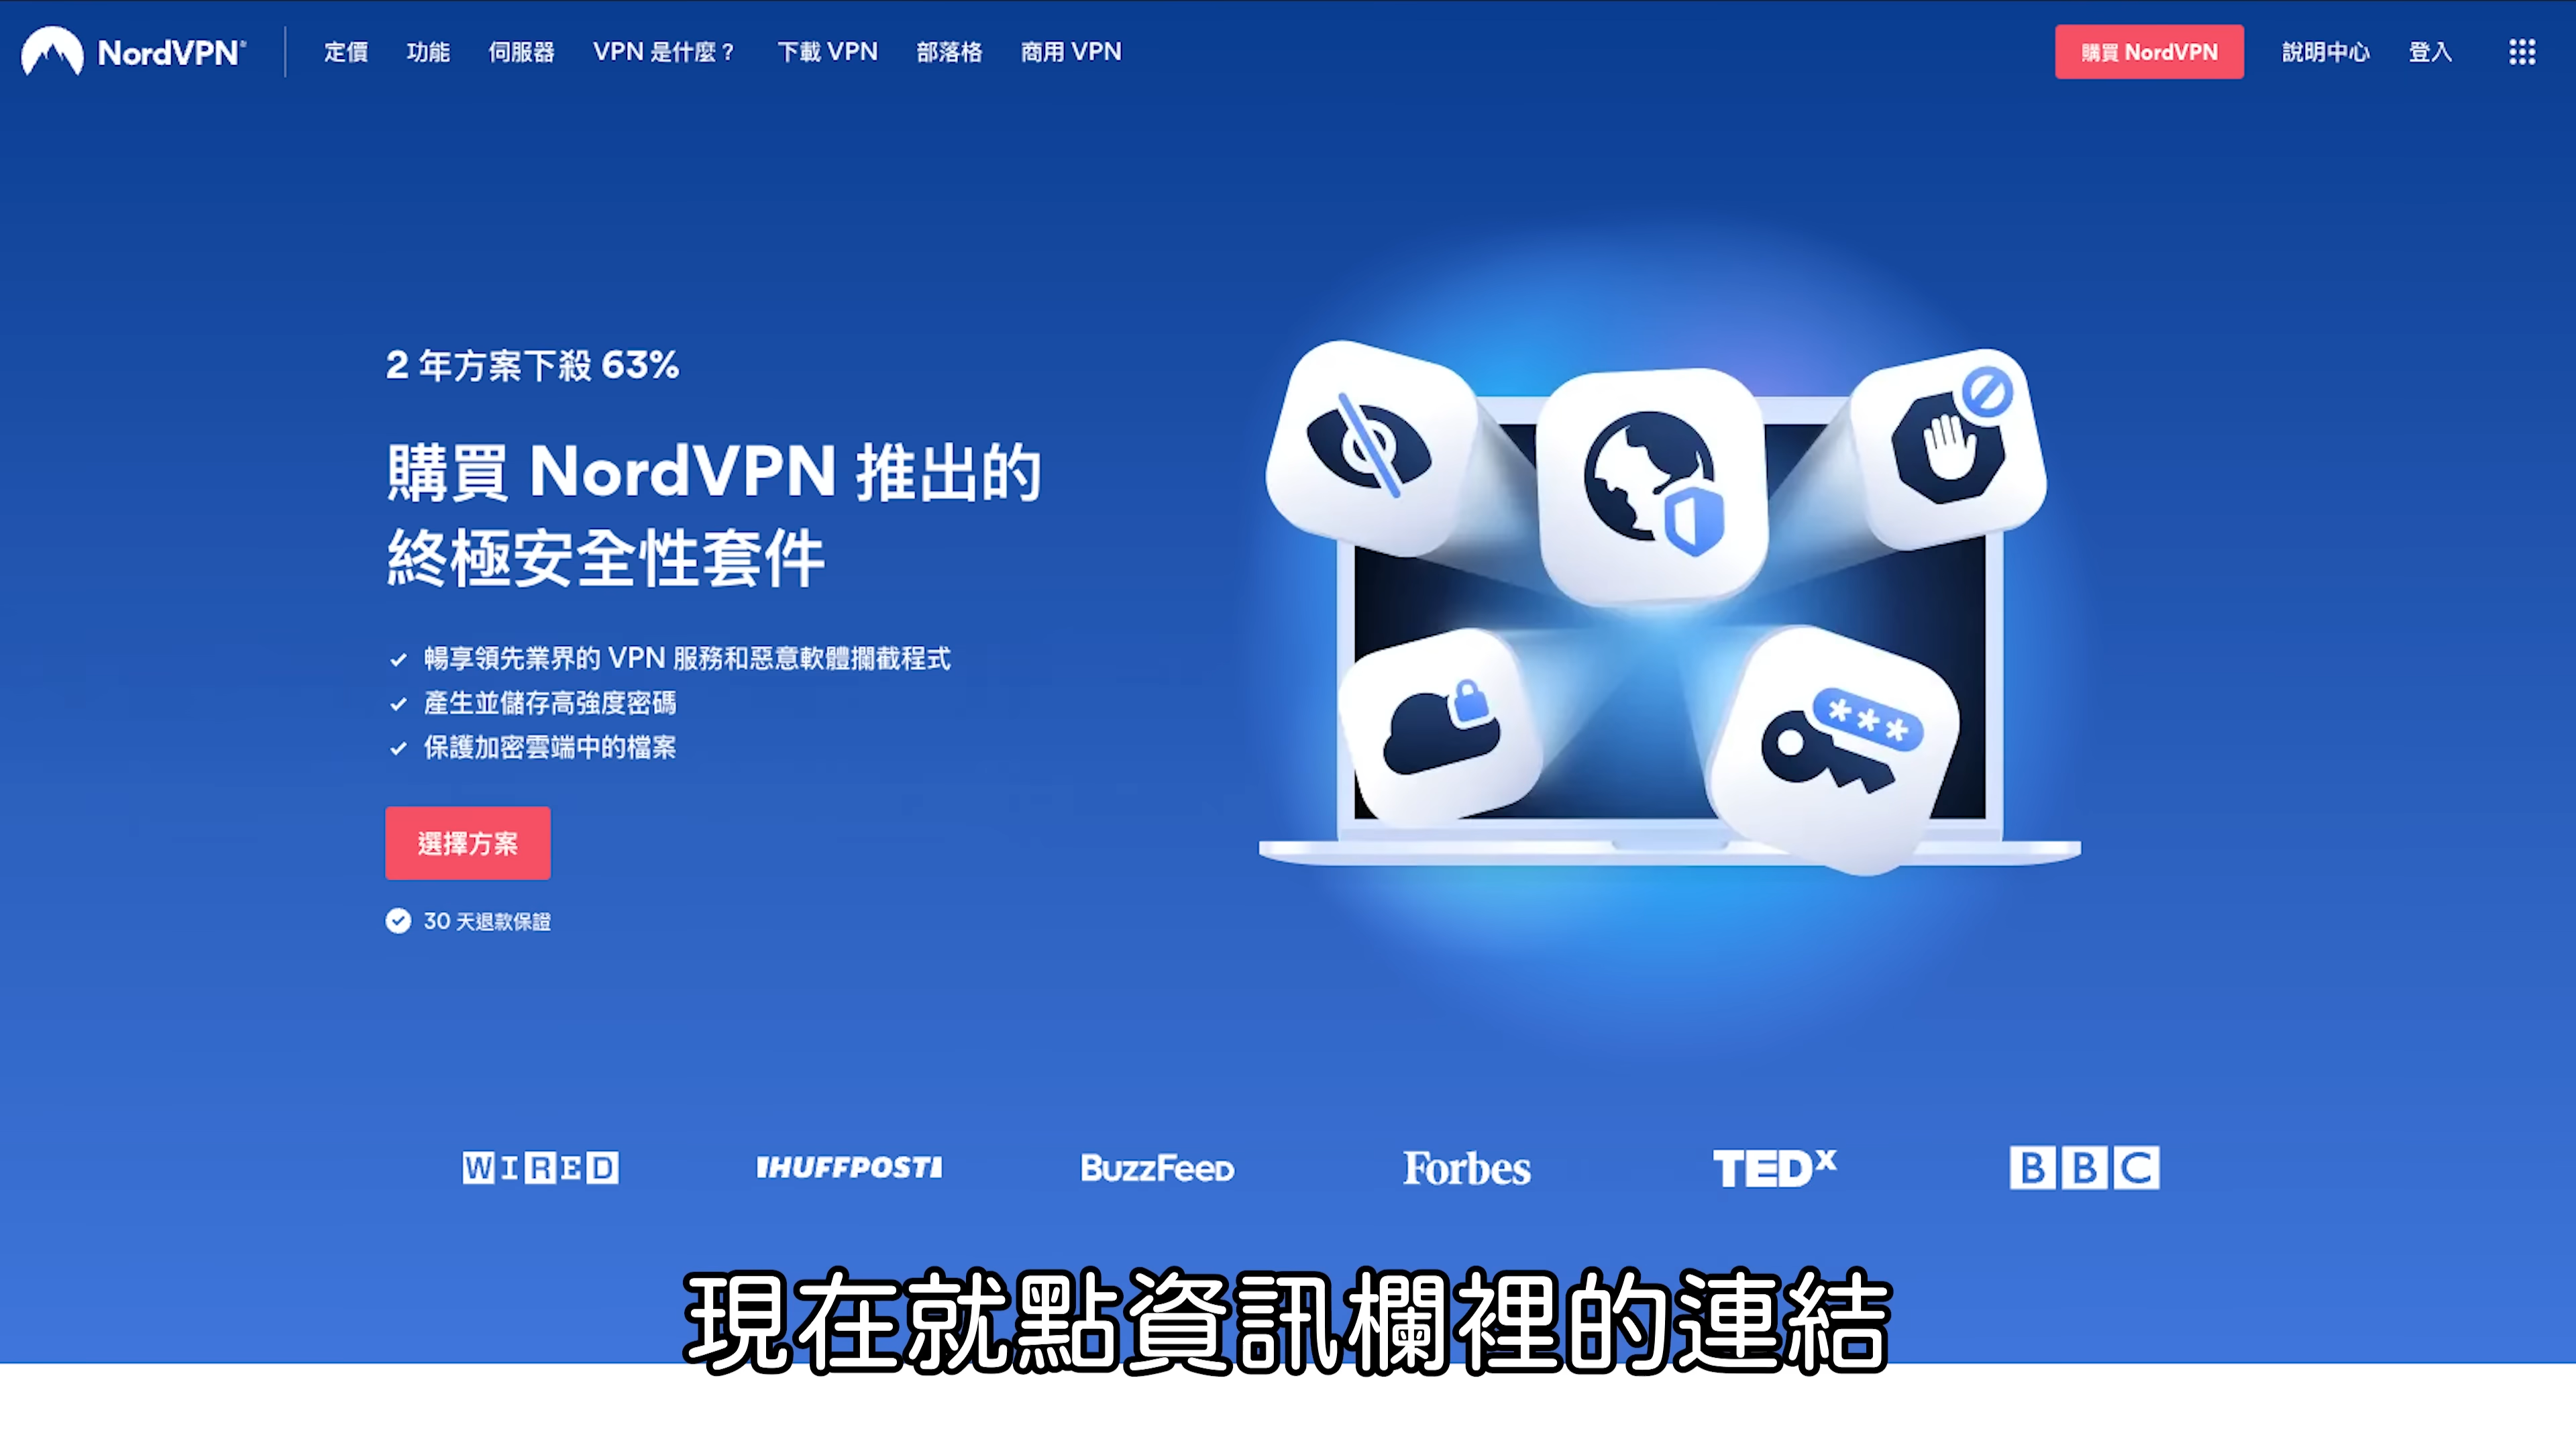 NordVPN®
定價 功能 伺服器 VPN 是什麼？ 下載 VPN 部落格 商用 VPN
購買 NordVPN 說明中心 登入
2 年方案下殺 63%
購買 NordVPN 推出的
終極安全性套件
暢享領先業界的 VPN 服務和惡意軟體攔截程式
產生並儲存高強度密碼
保護加密雲端中的檔案
選擇方案
30 天退款保證
***
WIRED HUFFPOST BuzzFeed Forbes TEDx BBC
現在就點資訊欄裡的連結